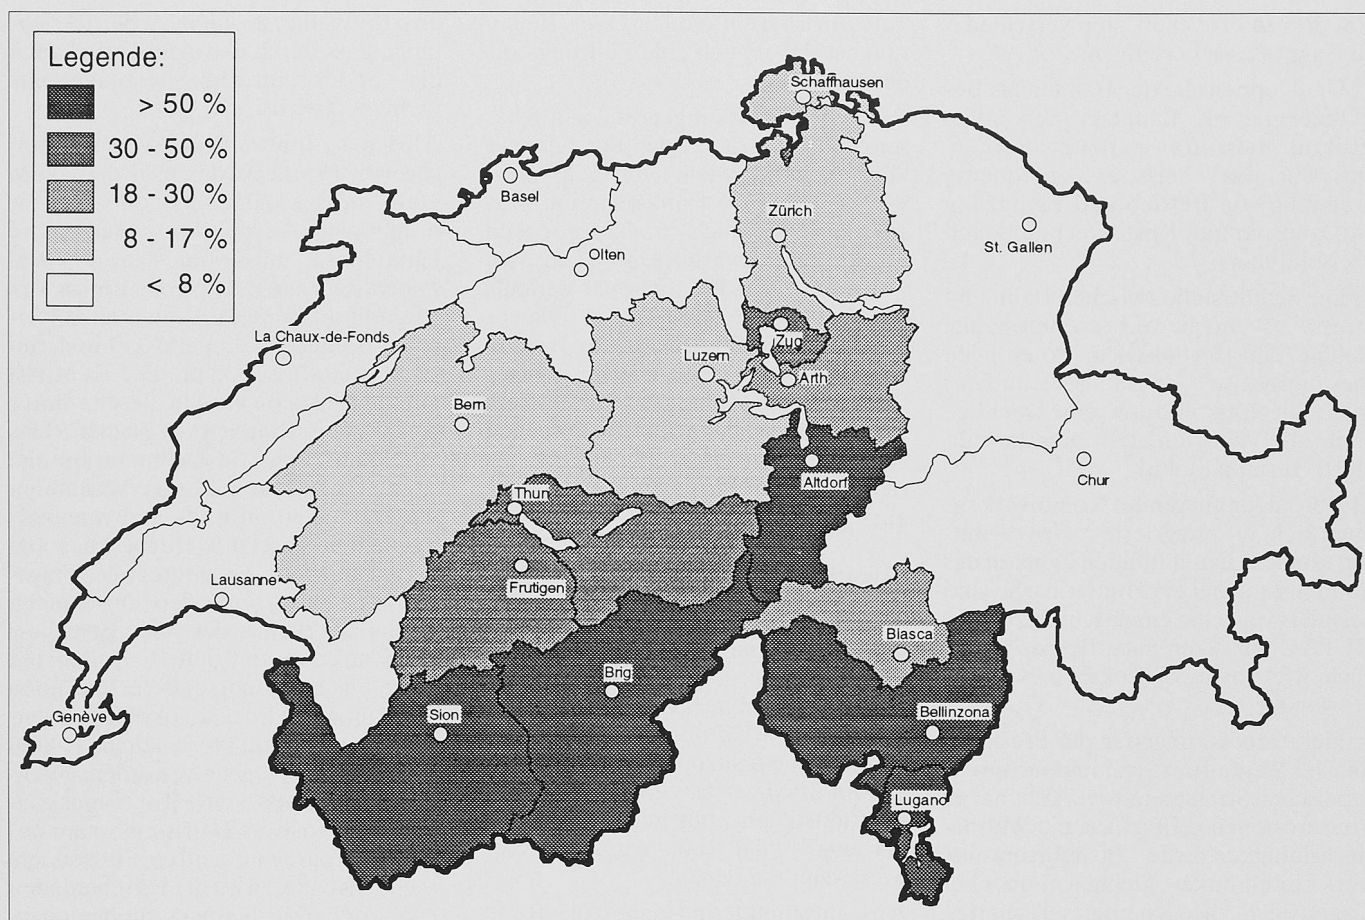 Legende:
> 50 %
30 - 50 %
18 - 30 %
8 - 17 %
< 8 %
Schaffhausen
Basel
Zürich
St. Gallen
Olten
La Chaux-de-Fonds
Zug
Luzern
Arth
Bern
Altdorf
Chur
Thun
Lausanne
Frutigen
Biasca
Brig
Genève
Sion
Bellinzona
Lugano